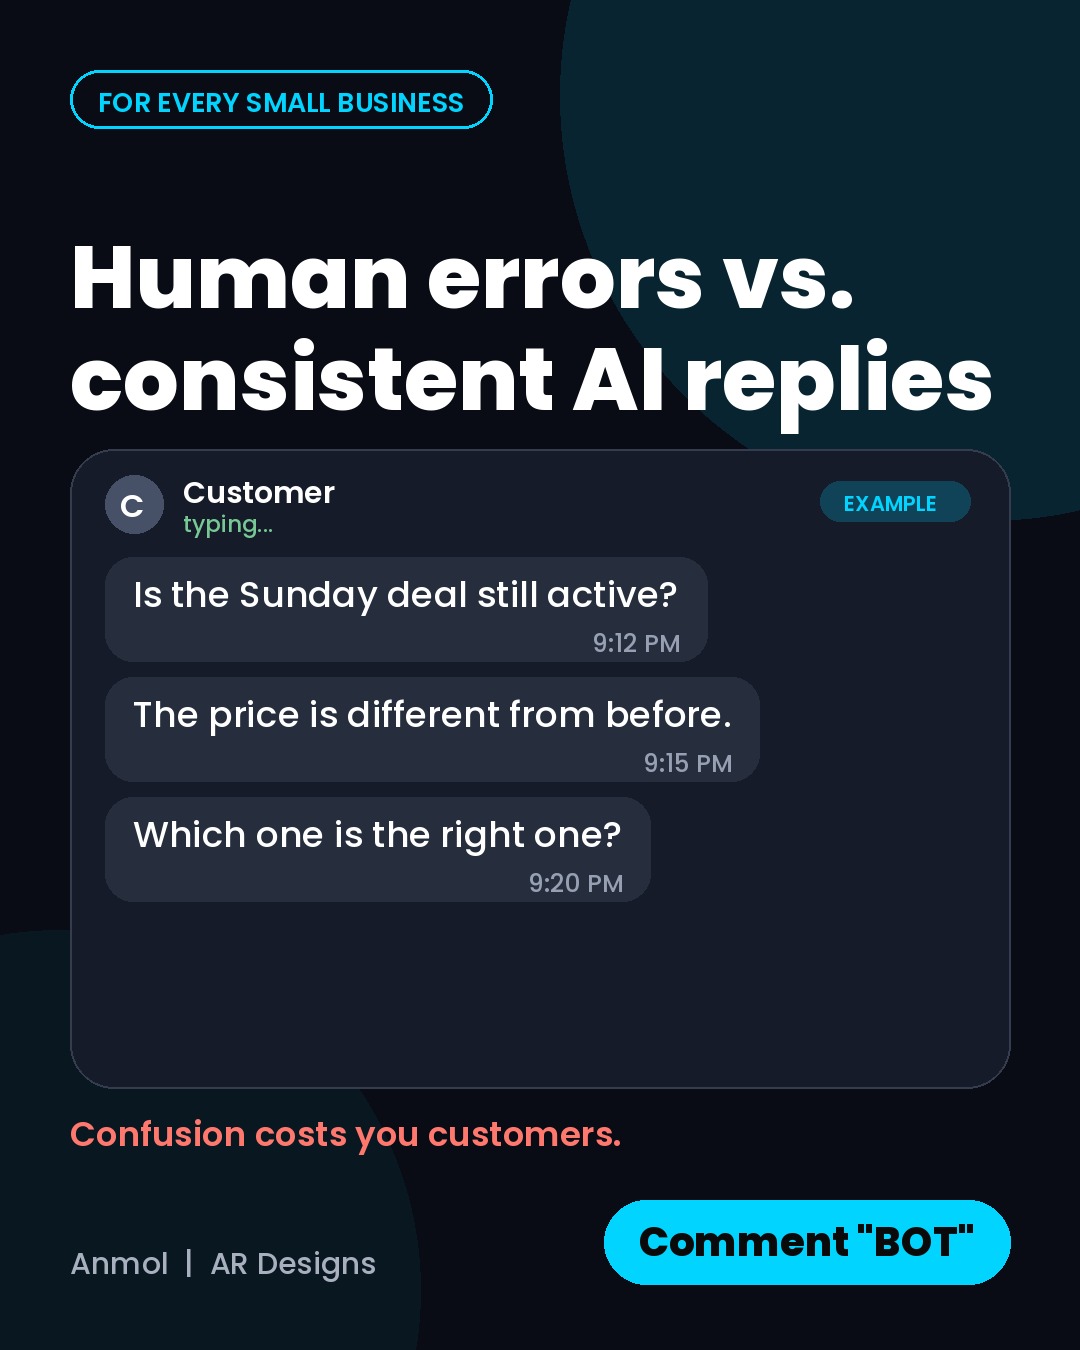 FOR EVERY SMALL BUSINESS
Human errors vs.
consistent AI replies
C
Customer
typing...
EXAMPLE
Is the Sunday deal still active?
9:12 PM
The price is different from before.
9:15 PM
Which one is the right one?
9:20 PM
Confusion costs you customers.
Anmol | AR Designs
Comment "BOT"